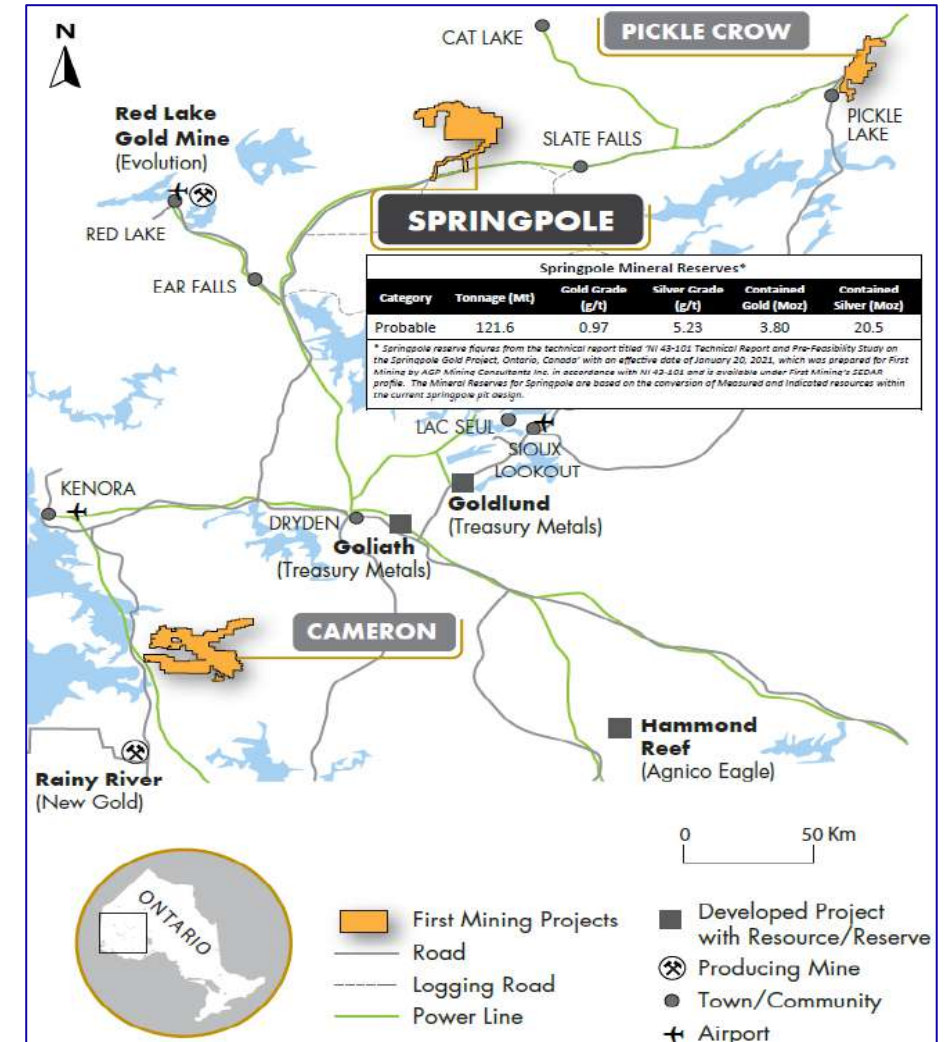 N
CAT LAKE
PICKLE CROW
Red Lake
Gold Mine
(Evolution)
PICKLE
LAKE
SLATE FALLS
RED LAKE
SPRINGPOLE
EAR FALLS
Springpole Mineral Reserves*
Category Tonnage (Mt) Gold Grade (g/t) Silver Grade (g/t) Contained Gold (Moz) Contained Silver (Moz)
Probable 121.6 0.97 5.23 3.80 20.5
* Springpole reserve figures from the technical report titled 'NI 43-101 Technical Report and Pre-Feasibility Study on
the Springpole Gold Project, Ontario, Canada' with an effective date of January 20, 2021, which was prepared for First
Mining by AGP Mining Consultants Inc. in accordance with NI 43-101 and is available under First Mining's SEDAR
profile. The Mineral Reserves for Springpole are based on the conversion of Measured and Indicated resources within
the current Springpole pit design.
LAC SEUL
SIOUX
LOOKOUT
KENORA
Goldlund
(Treasury Metals)
DRYDEN
Goliath
(Treasury Metals)
CAMERON
Hammond
Reef
(Agnico Eagle)
Rainy River
(New Gold)
0 50 Km
ONTARIO
First Mining Projects
Road
Logging Road
Power Line
Developed Project
with Resource/Reserve
Producing Mine
Town/Community
Airport